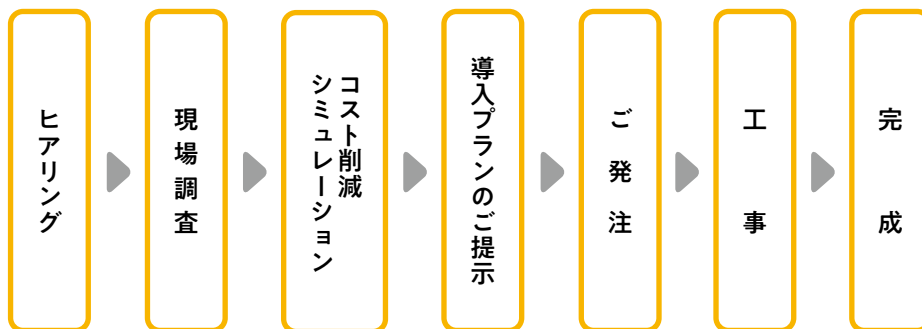 ヒアリング
現場調査
コスト削減
シミュレーション
導入プランのご提示
ご発注
工事
完成